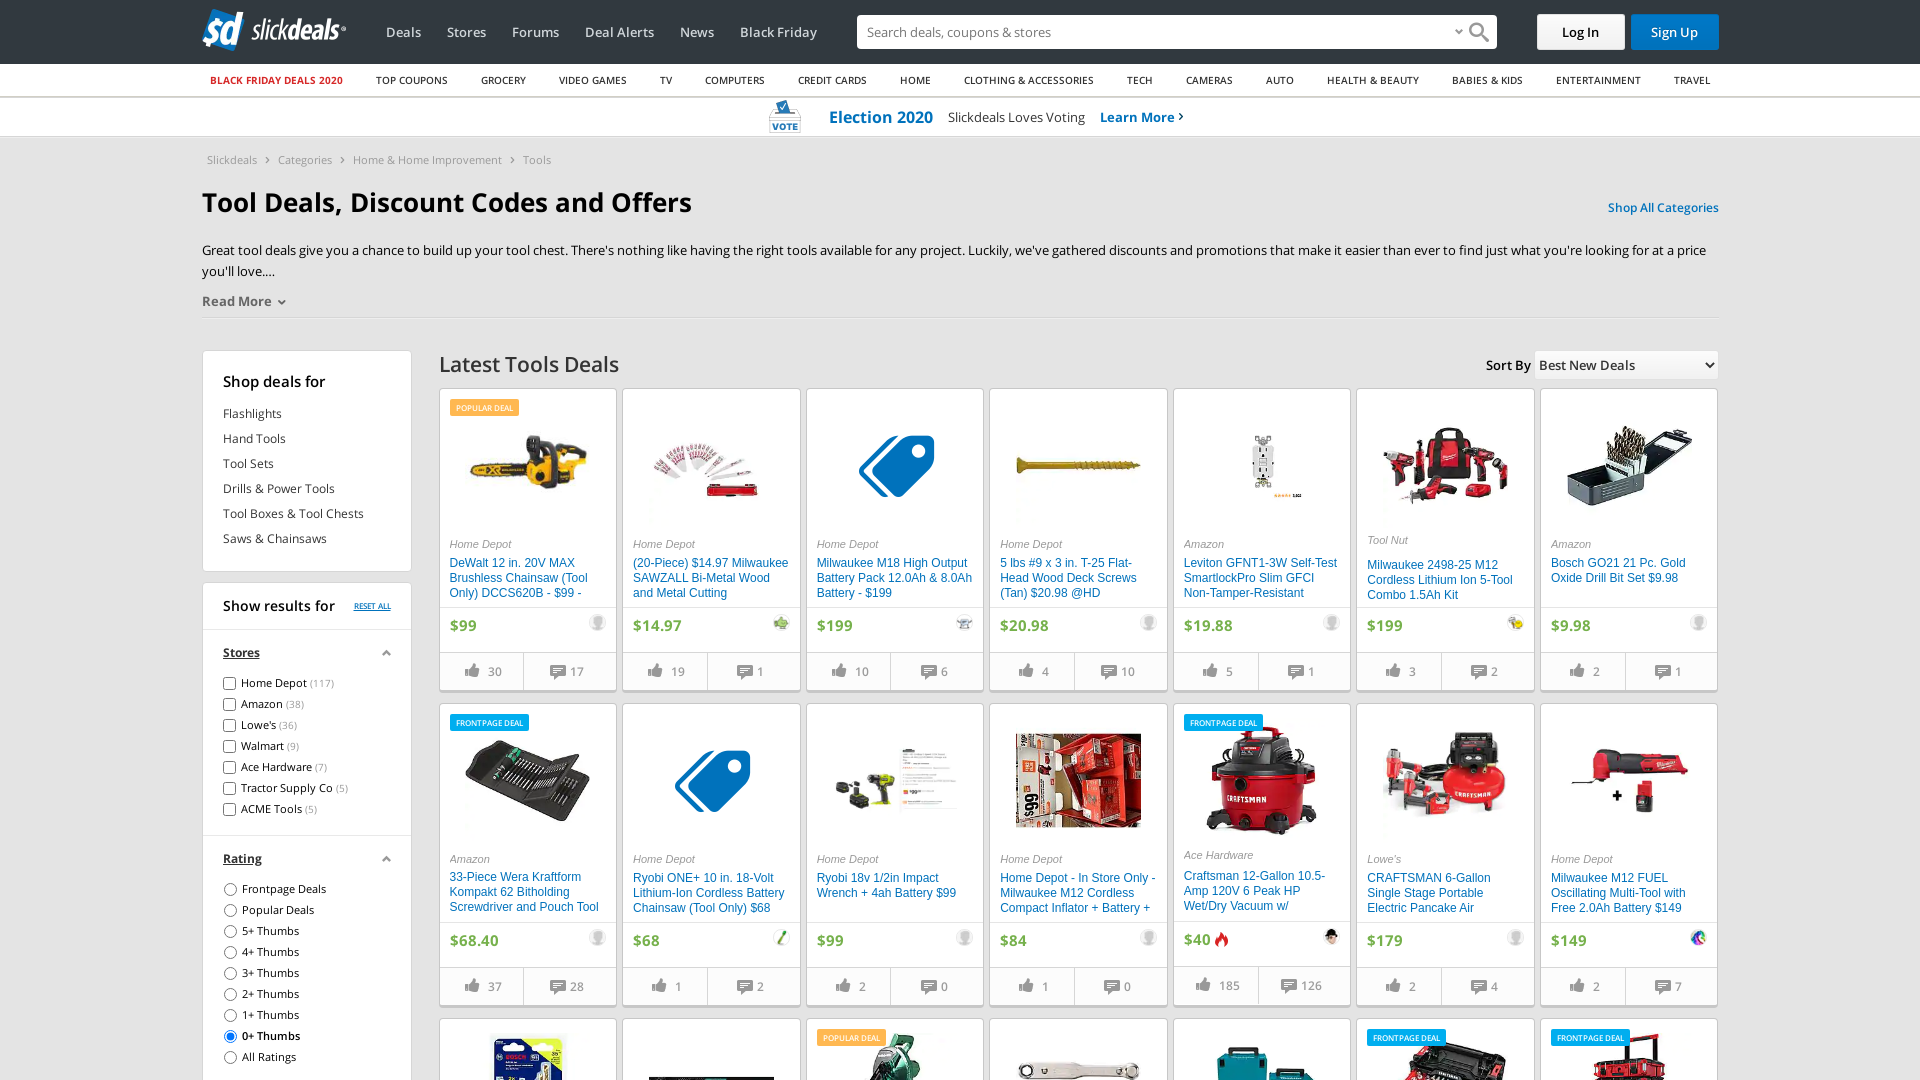 slickdeals
Deals
Stores
Forums
Deal Alerts
News
Black Friday
Search deals, coupons & stores
Log In
Sign Up
BLACK FRIDAY DEALS 2020
TOP COUPONS
GROCERY
VIDEO GAMES
TV
COMPUTERS
CREDIT CARDS
HOME
CLOTHING & ACCESSORIES
TECH
CAMERAS
AUTO
HEALTH & BEAUTY
BABIES & KIDS
ENTERTAINMENT
TRAVEL
VOTE
Election 2020
Slickdeals Loves Voting
Learn More
Slickdeals
Categories
Home & Home Improvement
Tools
Tool Deals, Discount Codes and Offers
Shop All Categories
Great tool deals give you a chance to build up your tool chest. There's nothing like having the right tools available for any project. Luckily, we've gathered discounts and promotions that make it easier than ever to find just what you're looking for at a price
you'll love....
Read More
Shop deals for
Flashlights
Hand Tools
Tool Sets
Drills & Power Tools
Tool Boxes & Tool Chests
Saws & Chainsaws
Show results for
RESET ALL
Stores
Home Depot (117)
Amazon (38)
Lowe's (36)
Walmart (9)
Ace Hardware (7)
Tractor Supply Co (5)
ACME Tools (5)
Rating
Frontpage Deals
Popular Deals
5+ Thumbs
4+ Thumbs
3+ Thumbs
2+ Thumbs
1+ Thumbs
0+ Thumbs
All Ratings
Latest Tools Deals
Sort By
Best New Deals
POPULAR DEAL
Home Depot
DeWalt 12 in. 20V MAX
Brushless Chainsaw (Tool
Only) DCCS620B - $99 -
$99
30
17
Home Depot
(20-Piece) $14.97 Milwaukee
SAWZALL Bi-Metal Wood
and Metal Cutting
$14.97
19
1
Home Depot
Milwaukee M18 High Output
Battery Pack 12.0Ah & 8.0Ah
Battery - $199
$199
10
6
Home Depot
5 lbs #9 x 3 in. T-25 Flat-
Head Wood Deck Screws
(Tan) $20.98 @HD
$20.98
4
10
Amazon
Leviton GFNT1-3W Self-Test
SmartlockPro Slim GFCI
Non-Tamper-Resistant
$19.88
5
1
Tool Nut
Milwaukee 2498-25 M12
Cordless Lithium Ion 5-Tool
Combo 1.5Ah Kit
$199
3
2
Amazon
Bosch GO21 21 Pc. Gold
Oxide Drill Bit Set $9.98
$9.98
2
1
FRONTPAGE DEAL
Amazon
33-Piece Wera Kraftform
Kompakt 62 Bitholding
Screwdriver and Pouch Tool
$68.40
37
28
Home Depot
Ryobi ONE+ 10 in. 18-Volt
Lithium-Ion Cordless Battery
Chainsaw (Tool Only) $68
$68
1
2
Home Depot
Ryobi 18v 1/2in Impact
Wrench + 4ah Battery $99
$99
2
0
$99
Home Depot
Home Depot - In Store Only -
Milwaukee M12 Cordless
Compact Inflator + Battery +
$84
1
0
FRONTPAGE DEAL
CRAFTSMAN
Ace Hardware
Craftsman 12-Gallon 10.5-
Amp 120V 6 Peak HP
Wet/Dry Vacuum w/
$40
185
126
CRAFTSMAN
Lowe's
CRAFTSMAN 6-Gallon
Single Stage Portable
Electric Pancake Air
$179
2
4
Home Depot
Milwaukee M12 FUEL
Oscillating Multi-Tool with
Free 2.0Ah Battery $149
$149
2
7
POPULAR DEAL
FRONTPAGE DEAL
FRONTPAGE DEAL